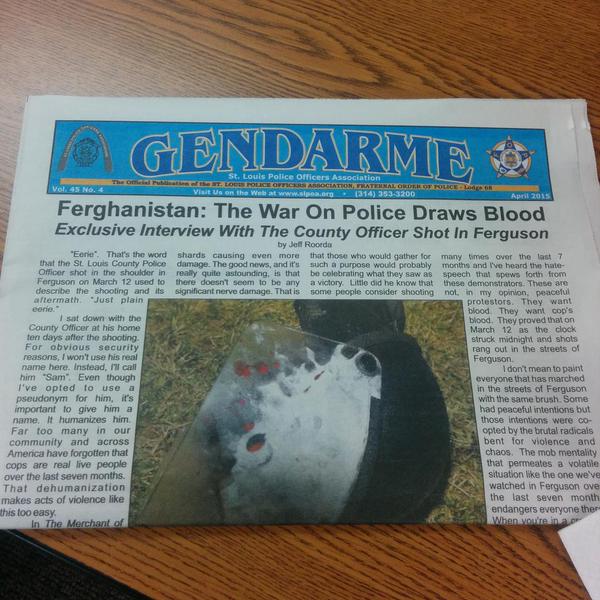 GENDARME
St. Louis Police Officers Association
The Official Publication of the ST. LOUIS POLICE OFFICERS ASSOCIATION, FRATERNAL ORDER OF POLICE - Lodge 68
Vol. 45 No. 4
Visit Us on the Web at www.slpoa.org • (314) 353-3200
April 2015
Ferghanistan: The War On Police Draws Blood
Exclusive Interview With The County Officer Shot In Ferguson
by Jeff Roorda
"Eerie". That's the word
that the St. Louis County Police
Officer shot in the shoulder in
Ferguson on March 12 used to
describe the shooting and its
aftermath. "Just plain
eerie."
I sat down with the
County Officer at his home
ten days after the shooting.
For obvious security
reasons, I won't use his real
name here. Instead, I'll call
him "Sam". Even though
I've opted to use a
pseudonym for him, it's
important to give him a
name. It humanizes him.
Far too many in our
community and across
America have forgotten that
cops are real live people
over the last seven months.
That dehumanization
makes acts of violence like
this too easy.
In The Merchant of
shards causing even more
damage. The good news, and it's
really quite astonishing, is that
there doesn't seem to be any
significant nerve damage. That is
that those who would gather for
such a purpose would probably
be celebrating what they saw as
a victory. Little did he know that
some people consider shooting
many times over the last 7
months and I've heard the hate-
speech that spews forth from
these demonstrators. These are
not, in my opinion, peaceful
protestors. They want
blood. They want cop's
blood. They proved that on
March 12 as the clock
struck midnight and shots
rang out in the streets of
Ferguson.
I don't mean to paint
everyone that has marched
in the streets of Ferguson
with the same brush. Some
had peaceful intentions but
those intentions were co-
opted by the brutal radicals
bent for violence and
chaos. The mob mentality
that permeates a volatile
situation like the one we've
watched in Ferguson over
the last seven month
endangers everyone ther
When you're in a